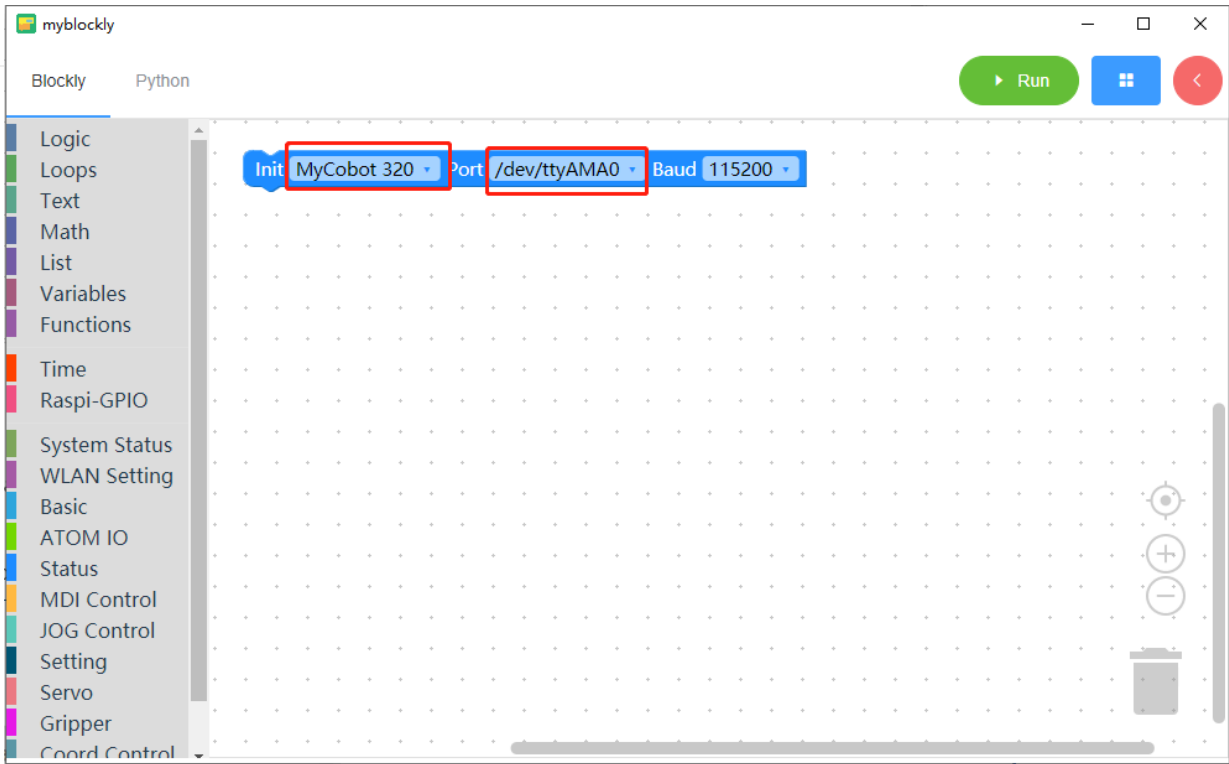 myblockly
Blockly Python Run
Logic
Init MyCobot 320 Port /dev/ttyAMA0 Baud 115200
Loops
Text
Math
List
Variables
Functions
Time
Raspi-GPIO
System Status
WLAN Setting
Basic
ATOM IO
Status
MDI Control
JOG Control
Setting
Servo
Gripper
Coord Control